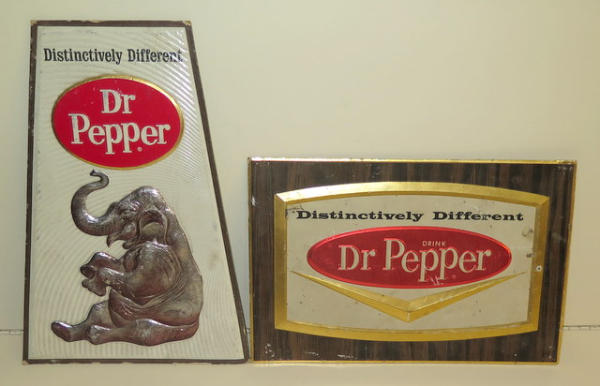 Distinctively Different
Dr
Pepper
Distinctively Different
DRINK
Dr Pepper